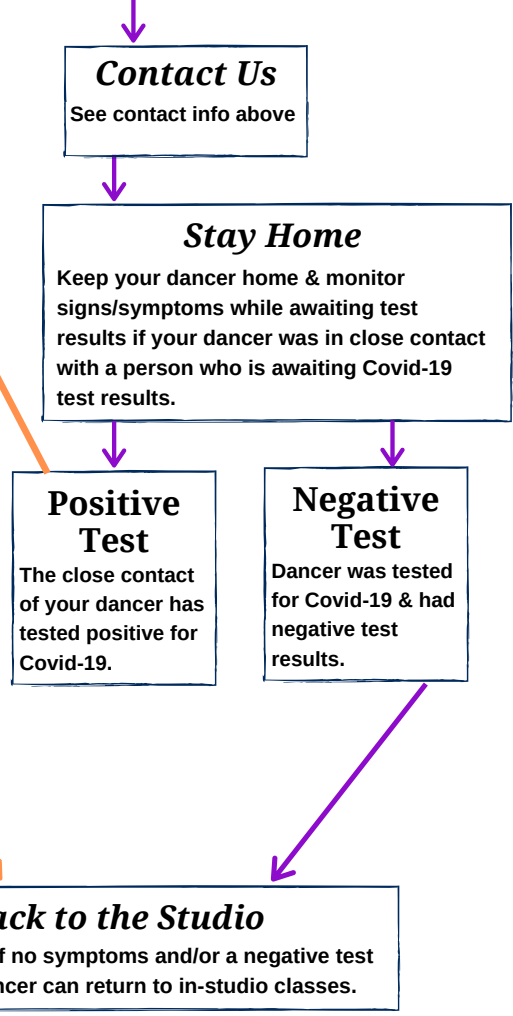 Contact Us
See contact info above
Stay Home
Keep your dancer home & monitor
signs/symptoms while awaiting test
results if your dancer was in close contact
with a person who is awaiting Covid-19
test results.
Positive
Test
The close contact
of your dancer has
tested positive for
Covid-19.
Negative
Test
Dancer was tested
for Covid-19 & had
negative test
results.
to the Studio
no symptoms and/or a negative test
can return to in-studio classes.